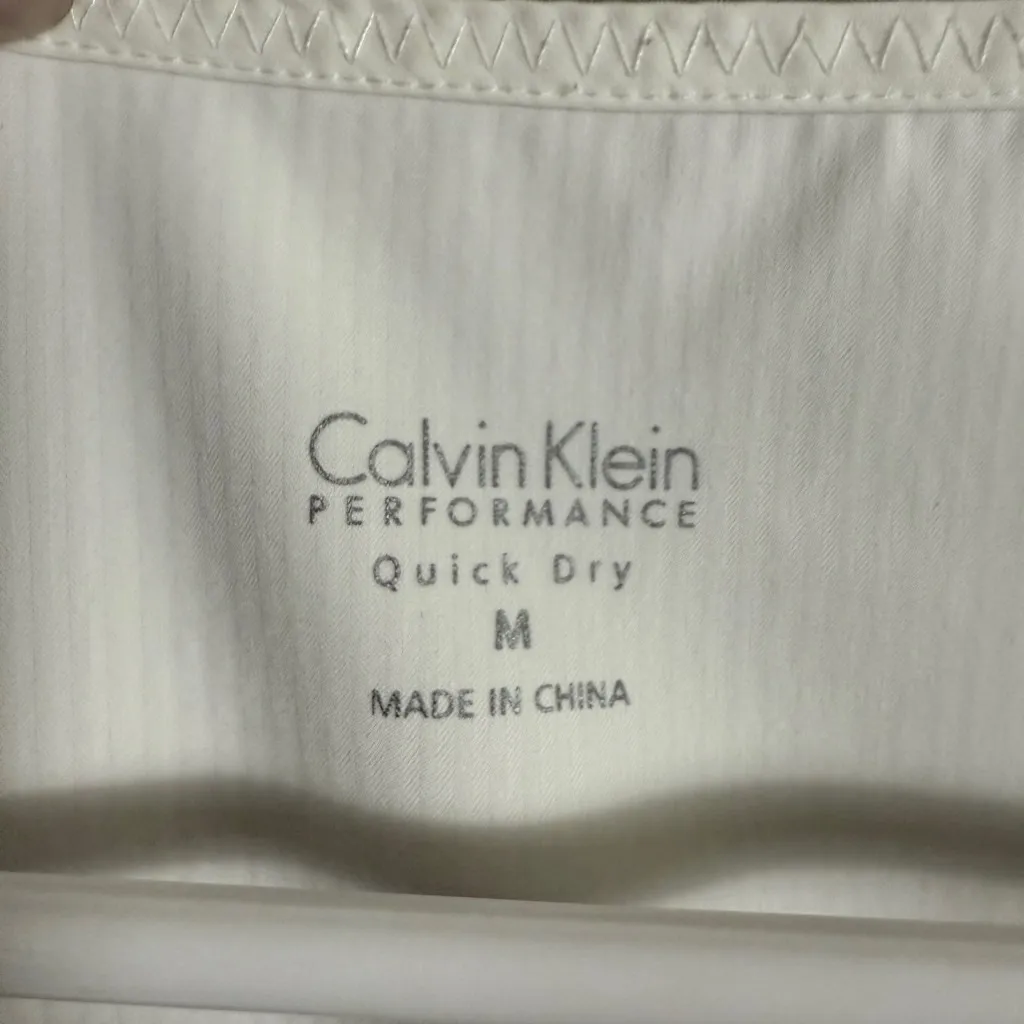 Calvin Klein
PERFORMANCE
Quick Dry
M
MADE IN CHINA